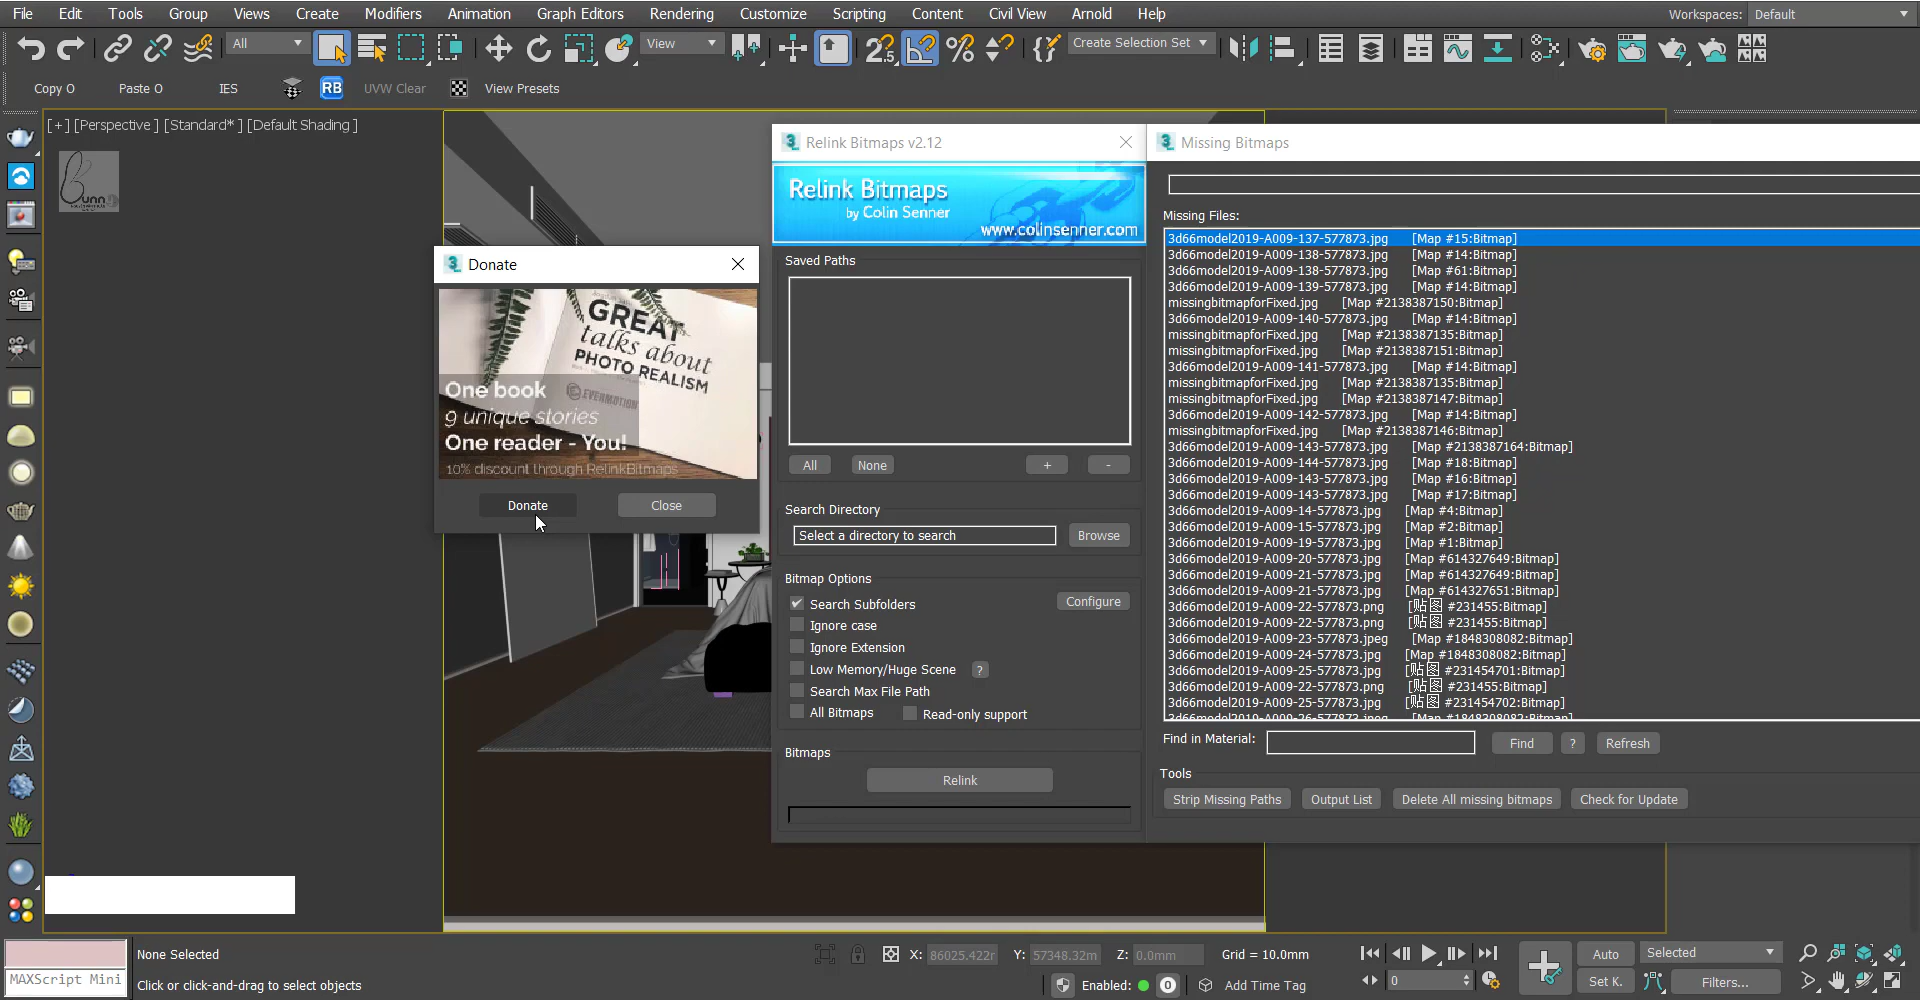 File Edit Tools Group Views Create Modifiers Animation Graph Editors Rendering Customize Scripting Content Civil View Arnold Help Workspaces: Default
All View Create Selection Set
Copy O Paste O IES RB UVW Clear View Presets
[+] [Perspective ] [Standard* ] [Default Shading ]
Bunn
Donate
GREAT
talks about
PHOTO REALISM
EVERMOTION
One book
9 unique stories
One reader - You!
10% discount through RelinkBitmaps
Donate Close
Relink Bitmaps v2.12
Relink Bitmaps
by Colin Senner
www.colinsenner.com
Saved Paths
All None + -
Search Directory
Select a directory to search Browse
Bitmap Options
Search Subfolders Configure
Ignore case
Ignore Extension
Low Memory/Huge Scene ?
Search Max File Path
All Bitmaps Read-only support
Bitmaps
Relink
Missing Bitmaps
Missing Files:
3d66model2019-A009-137-577873.jpg [Map #15:Bitmap]
3d66model2019-A009-138-577873.jpg [Map #14:Bitmap]
3d66model2019-A009-138-577873.jpg [Map #61:Bitmap]
3d66model2019-A009-139-577873.jpg [Map #14:Bitmap]
missingbitmapforFixed.jpg [Map #2138387150:Bitmap]
3d66model2019-A009-140-577873.jpg [Map #14:Bitmap]
missingbitmapforFixed.jpg [Map #2138387135:Bitmap]
missingbitmapforFixed.jpg [Map #2138387151:Bitmap]
3d66model2019-A009-141-577873.jpg [Map #14:Bitmap]
missingbitmapforFixed.jpg [Map #2138387135:Bitmap]
missingbitmapforFixed.jpg [Map #2138387147:Bitmap]
3d66model2019-A009-142-577873.jpg [Map #14:Bitmap]
missingbitmapforFixed.jpg [Map #2138387146:Bitmap]
3d66model2019-A009-143-577873.jpg [Map #2138387164:Bitmap]
3d66model2019-A009-144-577873.jpg [Map #18:Bitmap]
3d66model2019-A009-143-577873.jpg [Map #16:Bitmap]
3d66model2019-A009-143-577873.jpg [Map #17:Bitmap]
3d66model2019-A009-14-577873.jpg [Map #4:Bitmap]
3d66model2019-A009-15-577873.jpg [Map #2:Bitmap]
3d66model2019-A009-19-577873.jpg [Map #1:Bitmap]
3d66model2019-A009-20-577873.jpg [Map #614327649:Bitmap]
3d66model2019-A009-21-577873.jpg [Map #614327649:Bitmap]
3d66model2019-A009-21-577873.jpg [Map #614327651:Bitmap]
3d66model2019-A009-22-577873.png [贴图 #231455:Bitmap]
3d66model2019-A009-22-577873.png [贴图 #231455:Bitmap]
3d66model2019-A009-23-577873.jpeg [Map #1848308082:Bitmap]
3d66model2019-A009-24-577873.jpg [Map #1848308082:Bitmap]
3d66model2019-A009-25-577873.jpg [贴图 #231454701:Bitmap]
3d66model2019-A009-22-577873.png [贴图 #231455:Bitmap]
3d66model2019-A009-25-577873.jpg [贴图 #231454702:Bitmap]
3d66model2019-A009-26-577873.jpeg [Map #1848308082:Bitmap]
Find in Material: Find ? Refresh
Tools
Strip Missing Paths Output List Delete All missing bitmaps Check for Update
None Selected X: 86025.422r Y: 57348.32m Z: 0.0mm Grid = 10.0mm Auto Selected
MAXScript Mini Click or click-and-drag to select objects Enabled: 0 Add Time Tag 0 Set K. Filters...